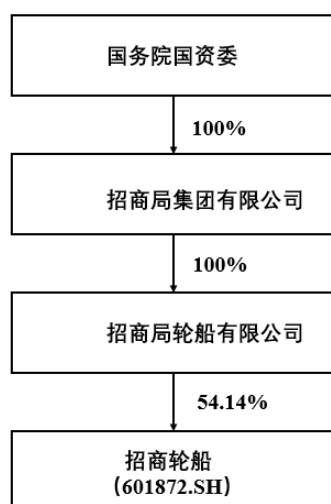 国务院国资委
100%
招商局集团有限公司
100%
招商局轮船有限公司
54.14%
招商轮船
(601872.SH)